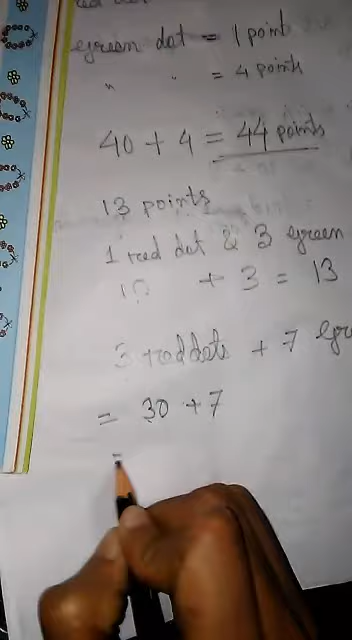 green dot = 1 point
" " = 4 points
40 + 4 = 44 points
13 points
1 red dot & 3 green
10 + 3 = 13
3 red dots + 7
= 30 + 7
=